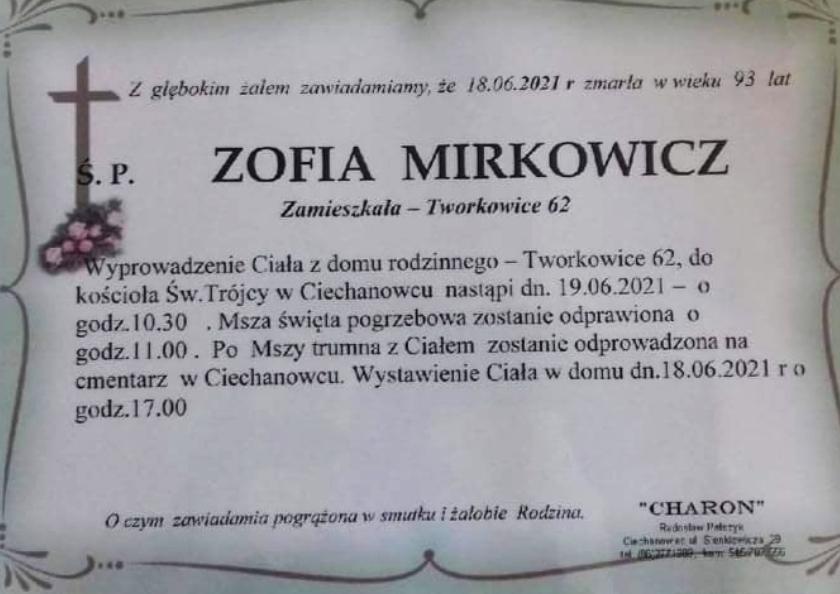 Z głębokim żalem zawiadamiamy, że 18.06.2021 r zmarła w wieku 93 lat
Ś. P. ZOFIA MIRKOWICZ
Zamieszkała – Tworkowice 62
Wyprowadzenie Ciała z domu rodzinnego – Tworkowice 62, do
kościoła Św.Trójcy w Ciechanowcu nastąpi dn. 19.06.2021 – o
godz.10.30 . Msza święta pogrzebowa zostanie odprawiona o
godz.11.00 . Po Mszy trumna z Ciałem zostanie odprowadzona na
cmentarz w Ciechanowcu. Wystawienie Ciała w domu dn.18.06.2021 r o
godz.17.00
O czym zawiadamia pogrążona w smutku i żalobie Rodzina.
"CHARON"
Radosław
Ciechanowiec ul Sienkiewicza 29
tel.